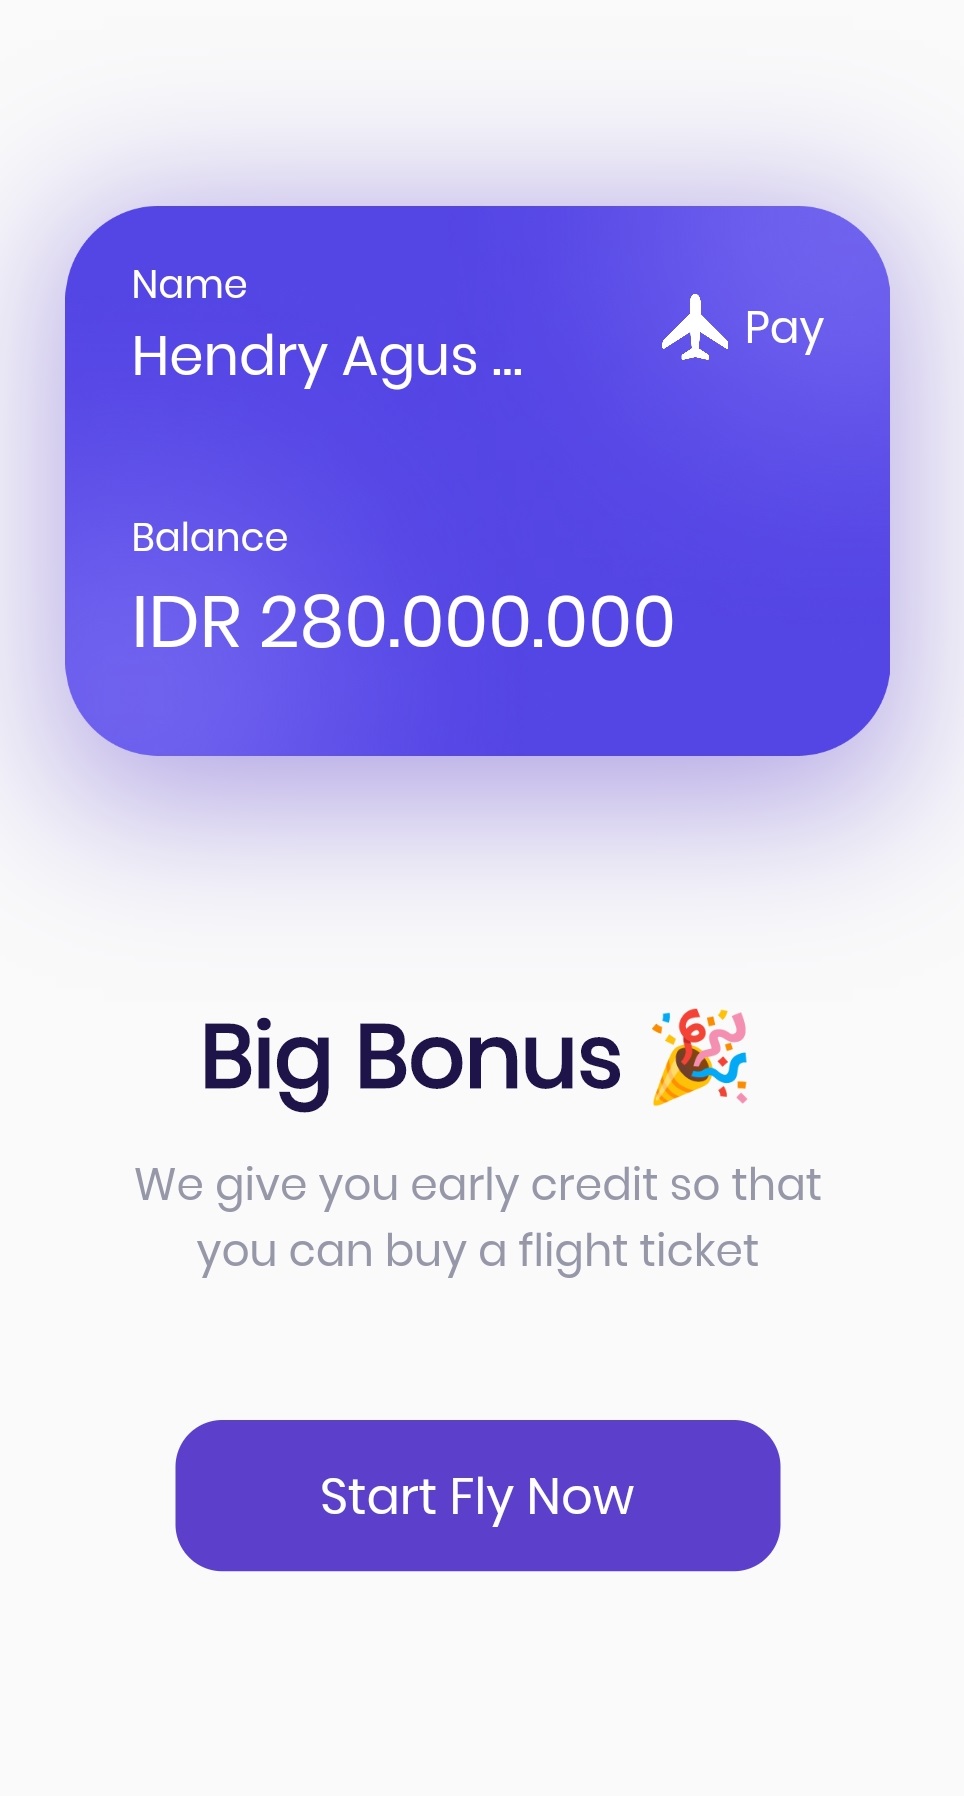 Name
Hendry Agus ...
Pay
Balance
IDR 280.000.000
Big Bonus 🎉
We give you early credit so that
you can buy a flight ticket
Start Fly Now